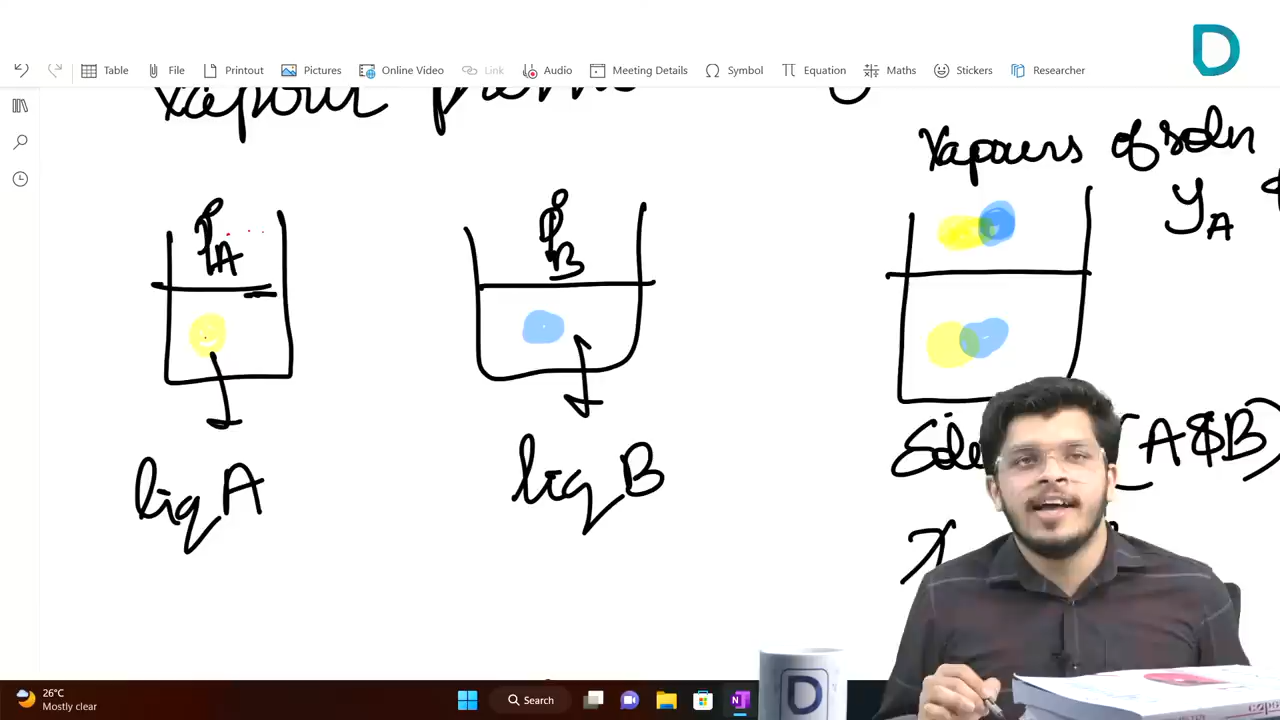 Table File Printout Pictures Online Video Link Audio Meeting Details Symbol Equation Maths Stickers Researcher
D
Vapour
Vapours of soln
P°A
P°B
yA
liq A
liq B
(A & B)
x
26°C
Mostly clear
Search
D